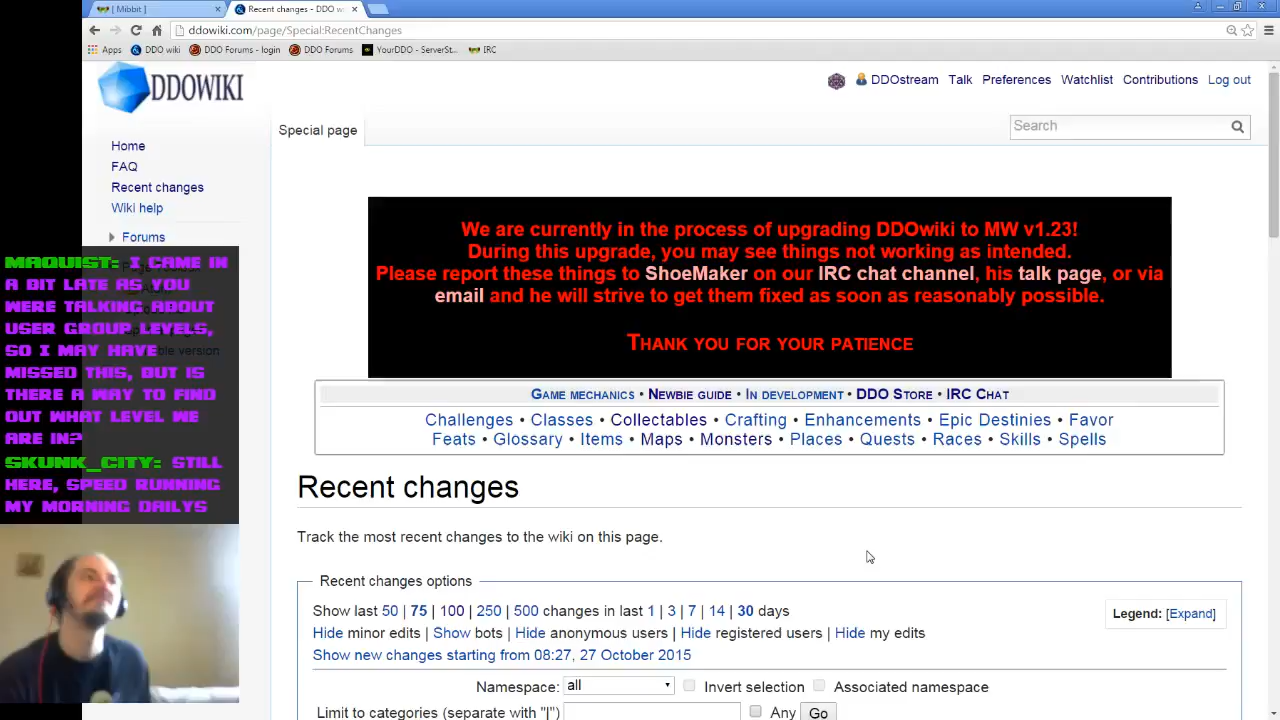 [ Mibbit ]
Recent changes - DDO w
ddowiki.com/page/Special:RecentChanges
Apps DDO wiki DDO Forums - login DDO Forums YourDDO - ServerSt... IRC
DDOWIKI
DDOstream Talk Preferences Watchlist Contributions Log out
Special page
Search
Home
FAQ
Recent changes
Wiki help
Forums
ble version
MAQUIST: I CAME IN
A BIT LATE AS YOU
WERE TALKING ABOUT
USER GROUP LEVELS,
SO I MAY HAVE
MISSED THIS, BUT IS
THERE A WAY TO FIND
OUT WHAT LEVEL WE
ARE IN?
SKUNK_CITY: STILL
HERE, SPEED RUNNING
MY MORNING DAILYS
We are currently in the process of upgrading DDOwiki to MW v1.23!
During this upgrade, you may see things not working as intended.
Please report these things to ShoeMaker on our IRC chat channel, his talk page, or via
email and he will strive to get them fixed as soon as reasonably possible.
THANK YOU FOR YOUR PATIENCE
GAME MECHANICS • NEWBIE GUIDE • IN DEVELOPMENT • DDO STORE • IRC CHAT
Challenges • Classes • Collectables • Crafting • Enhancements • Epic Destinies • Favor
Feats • Glossary • Items • Maps • Monsters • Places • Quests • Races • Skills • Spells
Recent changes
Track the most recent changes to the wiki on this page.
Recent changes options
Show last 50 | 75 | 100 | 250 | 500 changes in last 1 | 3 | 7 | 14 | 30 days
Hide minor edits | Show bots | Hide anonymous users | Hide registered users | Hide my edits
Show new changes starting from 08:27, 27 October 2015
Legend: [Expand]
Namespace: all Invert selection Associated namespace
Limit to categories (separate with "|") Any Go